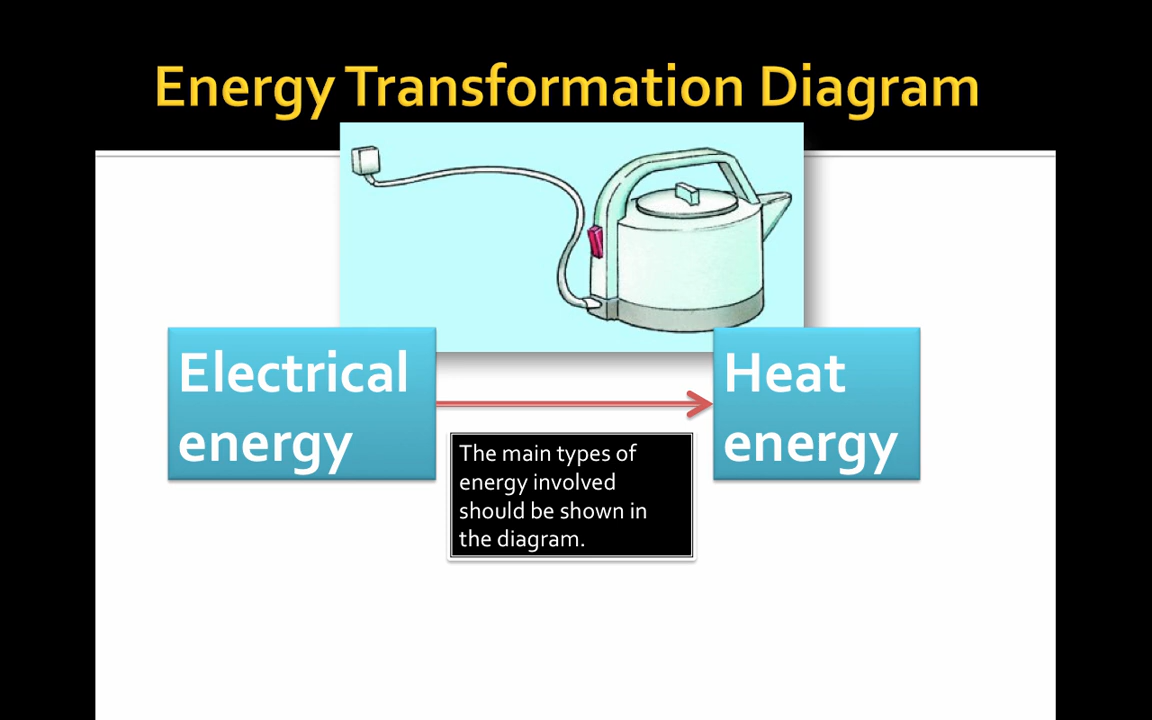 Energy Transformation Diagram
Electrical
energy
Heat
energy
The main types of
energy involved
should be shown in
the diagram.